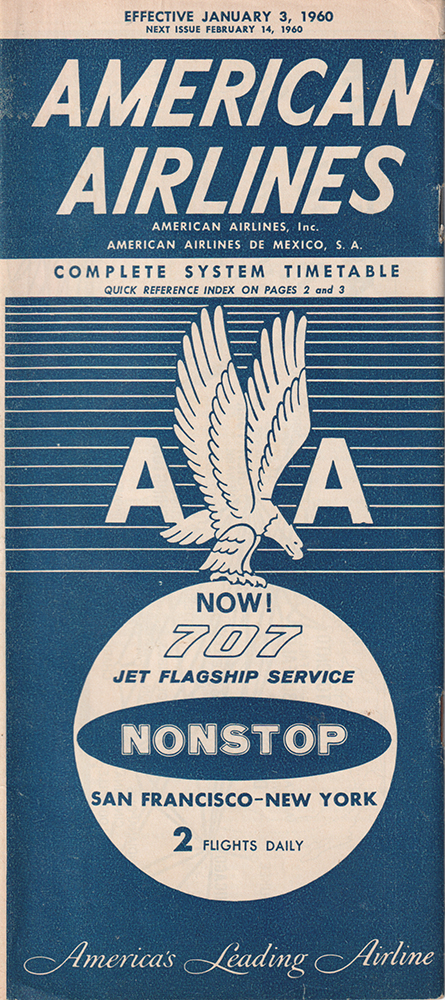 EFFECTIVE JANUARY 3, 1960
NEXT ISSUE FEBRUARY 14, 1960
AMERICAN
AIRLINES
AMERICAN AIRLINES, Inc.
AMERICAN AIRLINES DE MEXICO, S. A.
COMPLETE SYSTEM TIMETABLE
QUICK REFERENCE INDEX ON PAGES 2 and 3
A A
NOW!
707
JET FLAGSHIP SERVICE
NONSTOP
SAN FRANCISCO–NEW YORK
2 FLIGHTS DAILY
America's Leading Airline